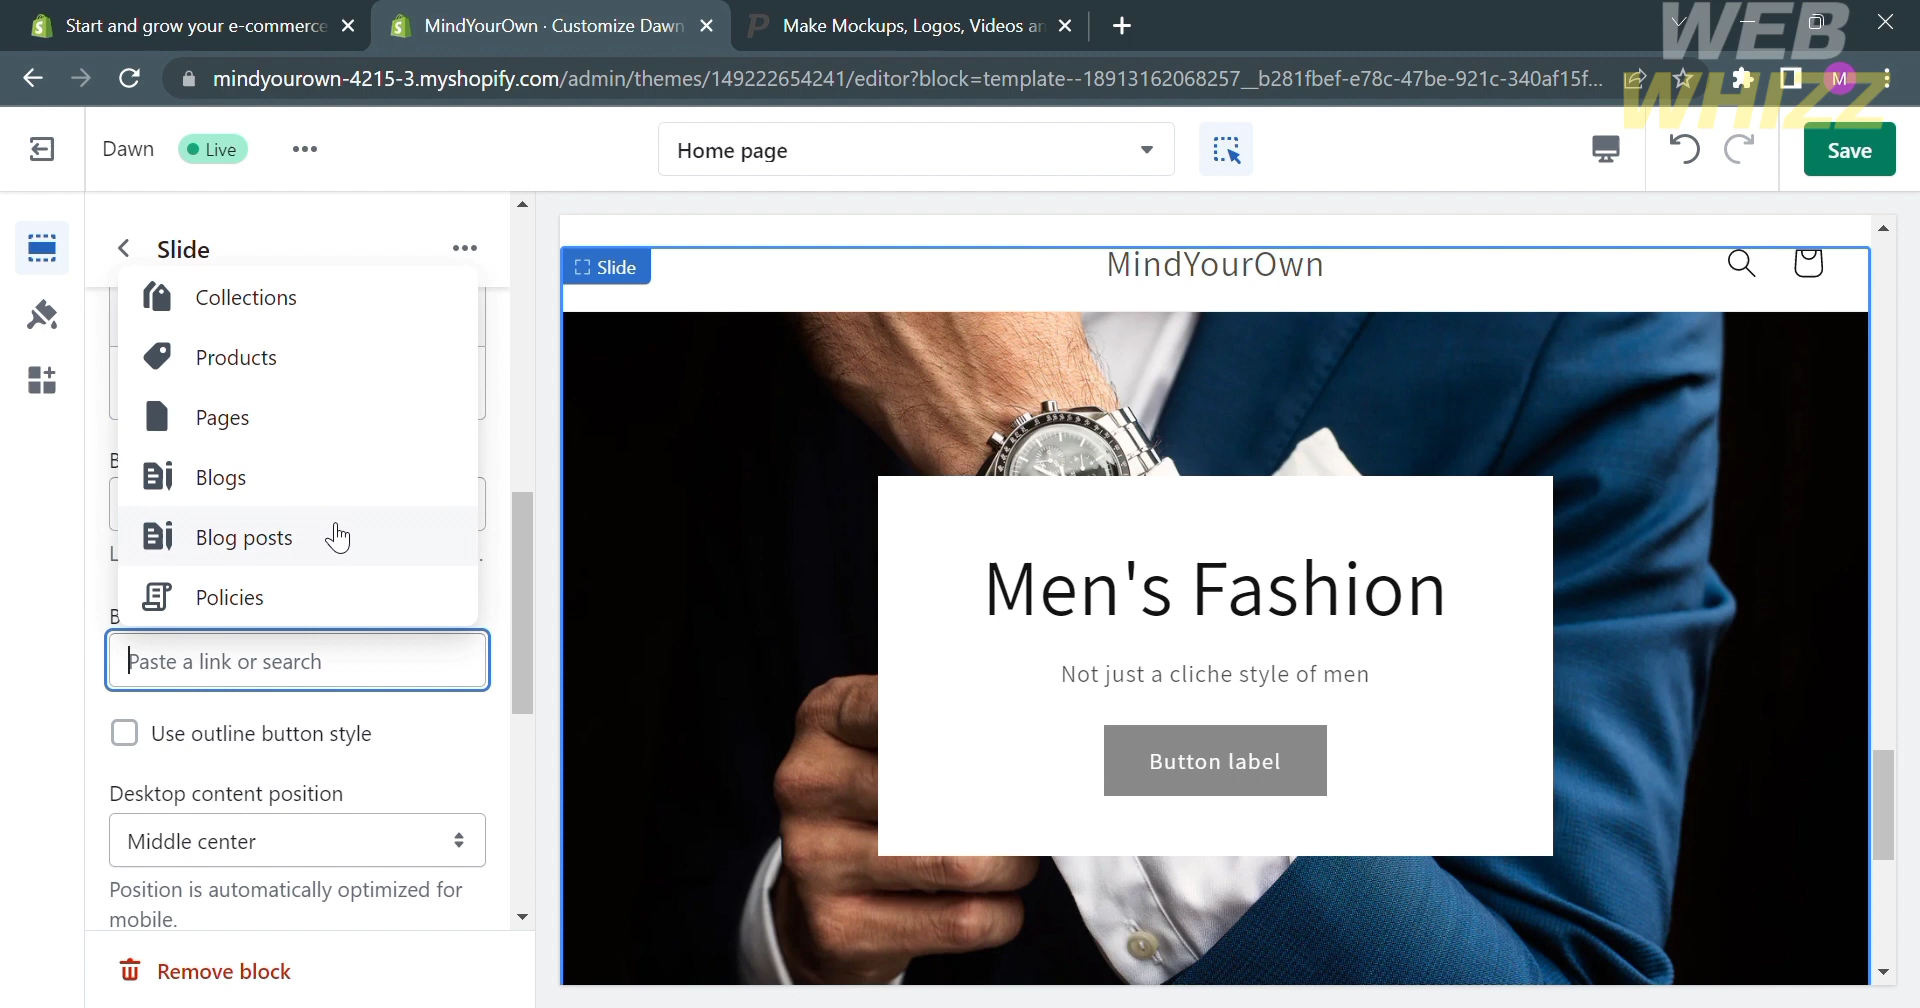 Start and grow your e-commerce
MindYourOwn · Customize Dawn
Make Mockups, Logos, Videos an
WEB
WHIZZ
mindyourown-4215-3.myshopify.com/admin/themes/149222654241/editor?block=template--18913162068257__b281fbef-e78c-47be-921c-340af15f...
M
Dawn
Live
Home page
Save
Slide
Collections
Products
Pages
Blogs
Blog posts
Policies
Paste a link or search
Use outline button style
Desktop content position
Middle center
Position is automatically optimized for
mobile.
Remove block
Slide
MindYourOwn
Men's Fashion
Not just a cliche style of men
Button label